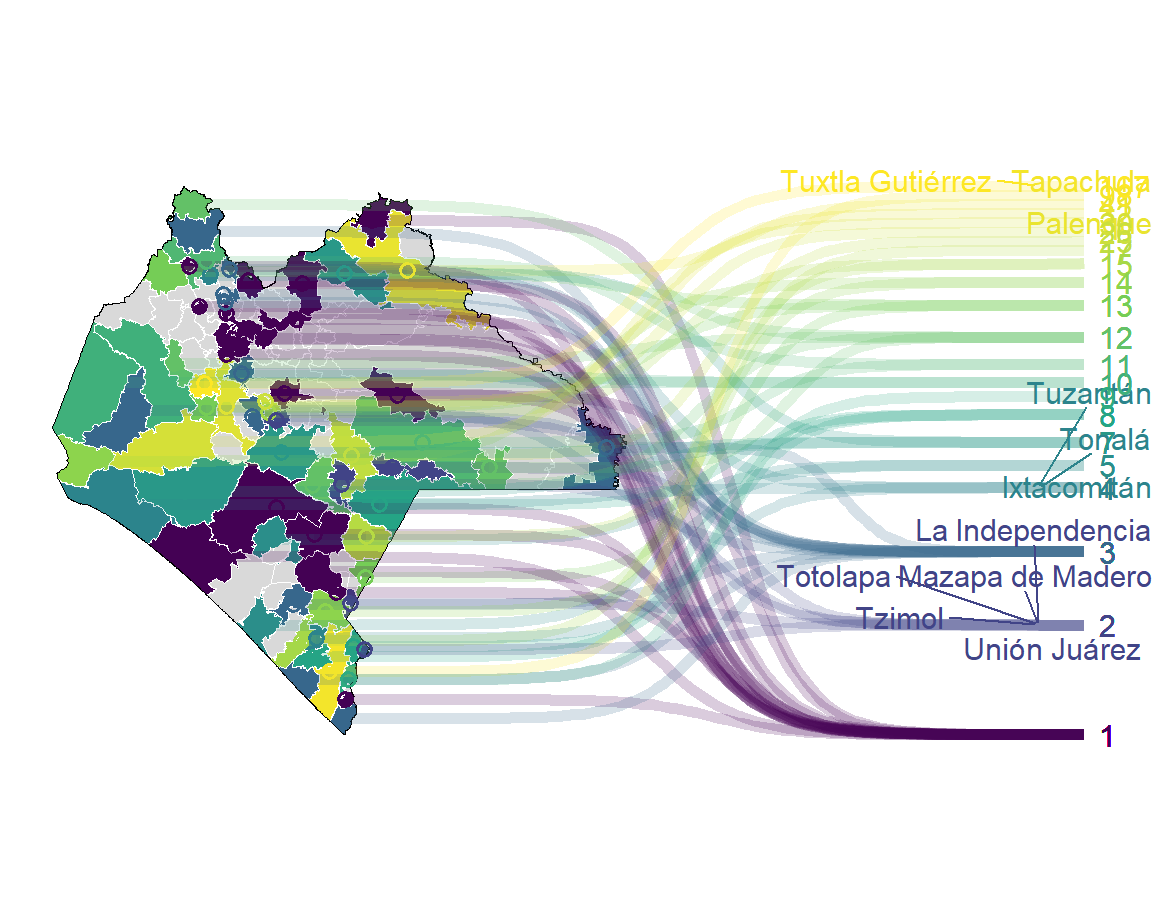 Tuxtla Gutiérrez Tapachula
Palenque
15
14
13
12
11
10
Tuzantán
8
7
Tonalá
5
Ixtacomitán
4
La Independencia
3
Totolapa Mazapa de Madero
Tzimol
2
Unión Juárez
1